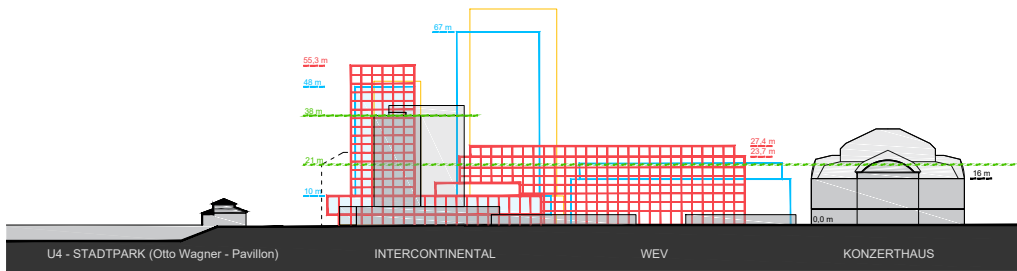 67 m
55,3 m
48 m
38 m
27,4 m
23,7 m
21 m
16 m
10 m
0,0 m
U4 - STADTPARK (Otto Wagner - Pavillon)
INTERCONTINENTAL
WEV
KONZERTHAUS